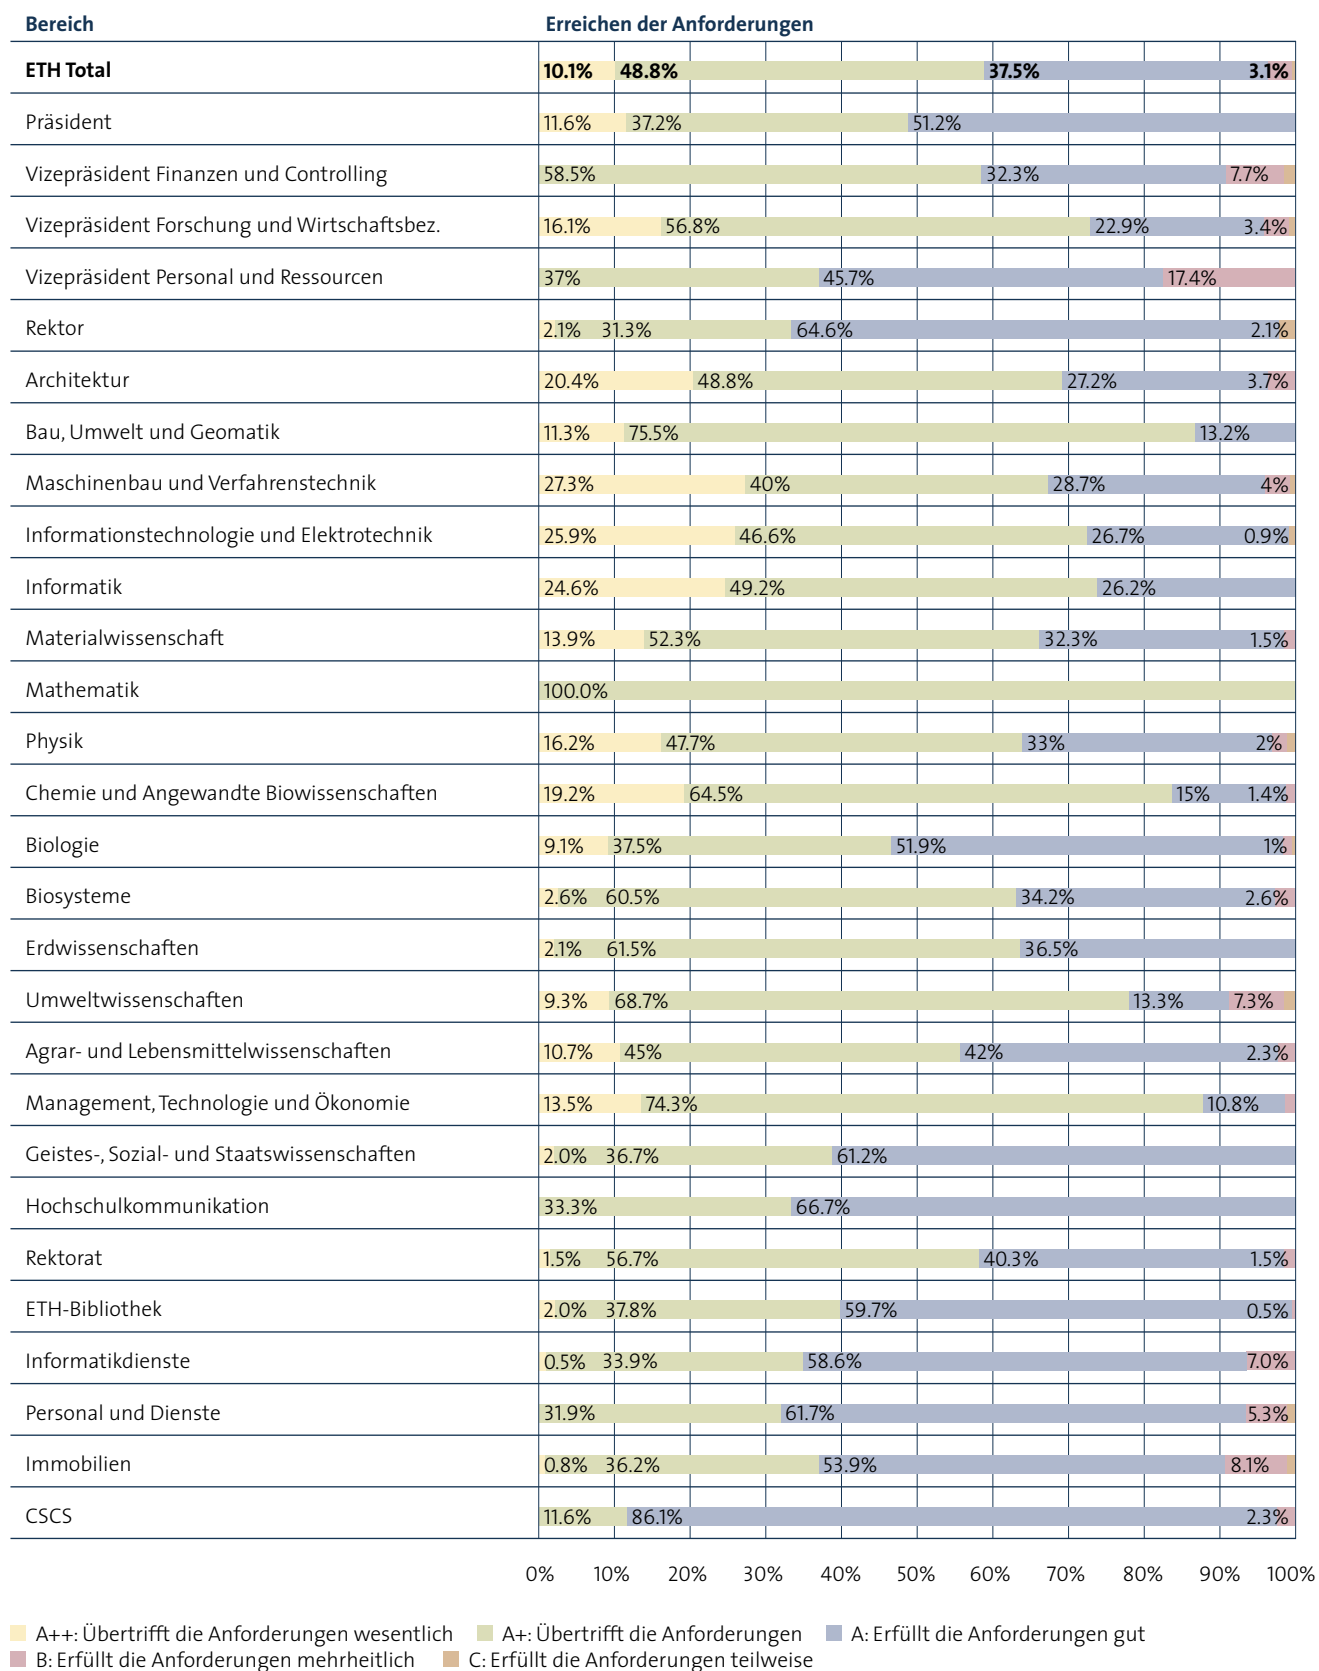 Bereich Erreichen der Anforderungen
ETH Total 10.1% 48.8% 37.5% 3.1%
Präsident 11.6% 37.2% 51.2%
Vizepräsident Finanzen und Controlling 58.5% 32.3% 7.7%
Vizepräsident Forschung und Wirtschaftsbez. 16.1% 56.8% 22.9% 3.4%
Vizepräsident Personal und Ressourcen 37% 45.7% 17.4%
Rektor 2.1% 31.3% 64.6% 2.1%
Architektur 20.4% 48.8% 27.2% 3.7%
Bau, Umwelt und Geomatik 11.3% 75.5% 13.2%
Maschinenbau und Verfahrenstechnik 27.3% 40% 28.7% 4%
Informationstechnologie und Elektrotechnik 25.9% 46.6% 26.7% 0.9%
Informatik 24.6% 49.2% 26.2%
Materialwissenschaft 13.9% 52.3% 32.3% 1.5%
Mathematik 100.0%
Physik 16.2% 47.7% 33% 2%
Chemie und Angewandte Biowissenschaften 19.2% 64.5% 15% 1.4%
Biologie 9.1% 37.5% 51.9% 1%
Biosysteme 2.6% 60.5% 34.2% 2.6%
Erdwissenschaften 2.1% 61.5% 36.5%
Umweltwissenschaften 9.3% 68.7% 13.3% 7.3%
Agrar- und Lebensmittelwissenschaften 10.7% 45% 42% 2.3%
Management, Technologie und Ökonomie 13.5% 74.3% 10.8%
Geistes-, Sozial- und Staatswissenschaften 2.0% 36.7% 61.2%
Hochschulkommunikation 33.3% 66.7%
Rektorat 1.5% 56.7% 40.3% 1.5%
ETH-Bibliothek 2.0% 37.8% 59.7% 0.5%
Informatikdienste 0.5% 33.9% 58.6% 7.0%
Personal und Dienste 31.9% 61.7% 5.3%
Immobilien 0.8% 36.2% 53.9% 8.1%
CSCS 11.6% 86.1% 2.3%
0% 10% 20% 30% 40% 50% 60% 70% 80% 90% 100%
A++: Übertrifft die Anforderungen wesentlich A+: Übertrifft die Anforderungen A: Erfüllt die Anforderungen gut
B: Erfüllt die Anforderungen mehrheitlich C: Erfüllt die Anforderungen teilweise